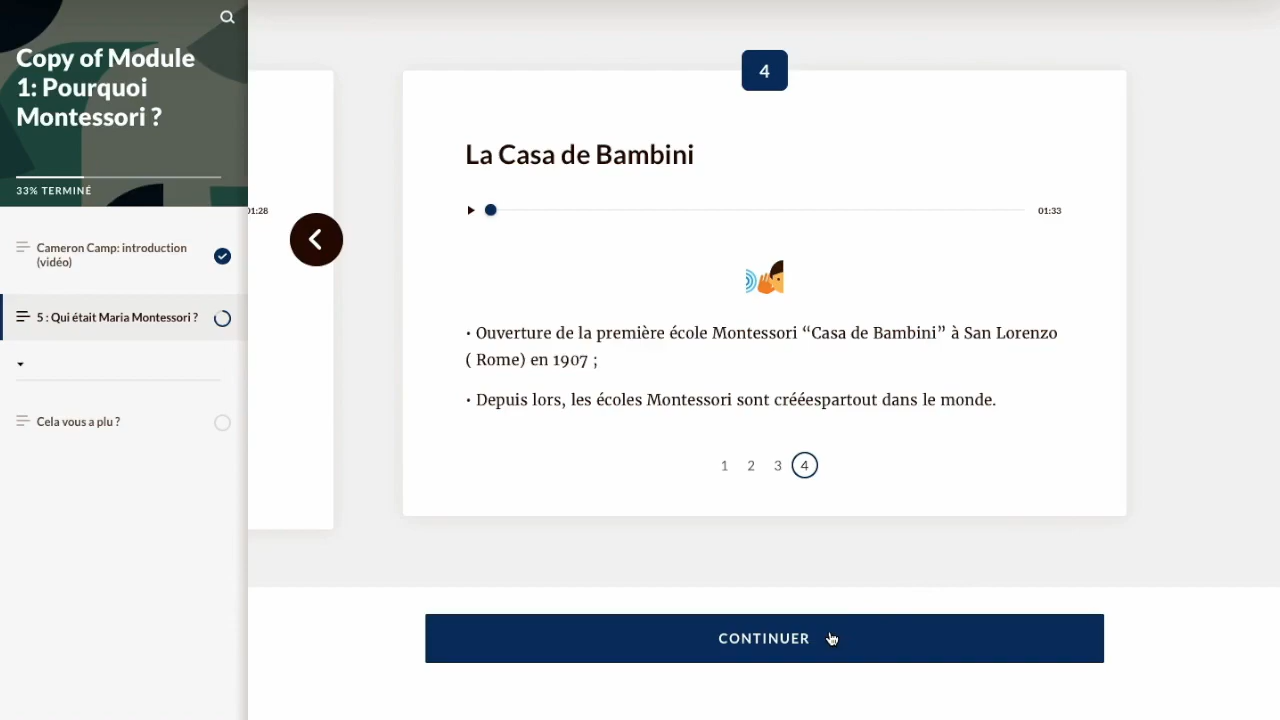 Copy of Module
1: Pourquoi
Montessori ?
33% TERMINÉ
Cameron Camp: introduction
(vidéo)
5 : Qui était Maria Montessori ?
Cela vous a plu ?
01:28
4
La Casa de Bambini
01:33
• Ouverture de la première école Montessori “Casa de Bambini” à San Lorenzo
( Rome) en 1907 ;
• Depuis lors, les écoles Montessori sont créées​partout dans le monde.
1 2 3 4
CONTINUER